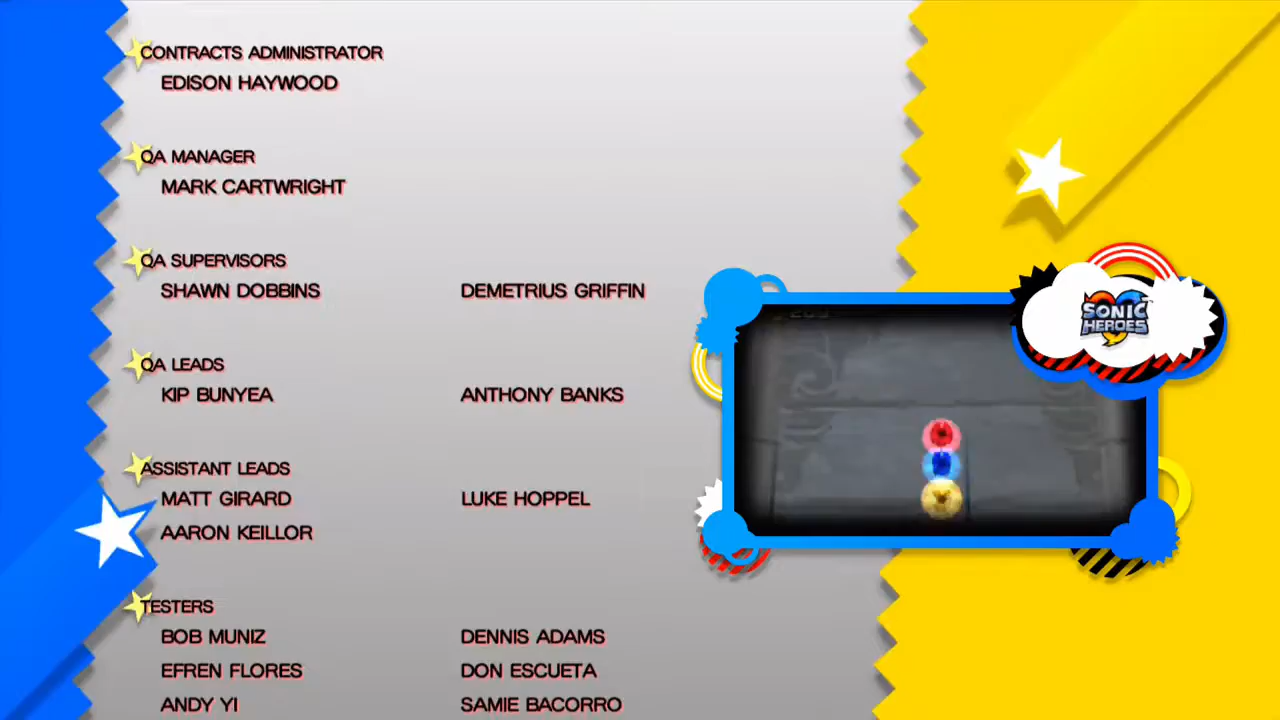 CONTRACTS ADMINISTRATOR
EDISON HAYWOOD
QA MANAGER
MARK CARTWRIGHT
QA SUPERVISORS
SHAWN DOBBINS DEMETRIUS GRIFFIN
QA LEADS
KIP BUNYEA ANTHONY BANKS
ASSISTANT LEADS
MATT GIRARD LUKE HOPPEL
AARON KEILLOR
TESTERS
BOB MUNIZ DENNIS ADAMS
EFREN FLORES DON ESCUETA
ANDY YI SAMIE BACORRO
SONIC
HEROES